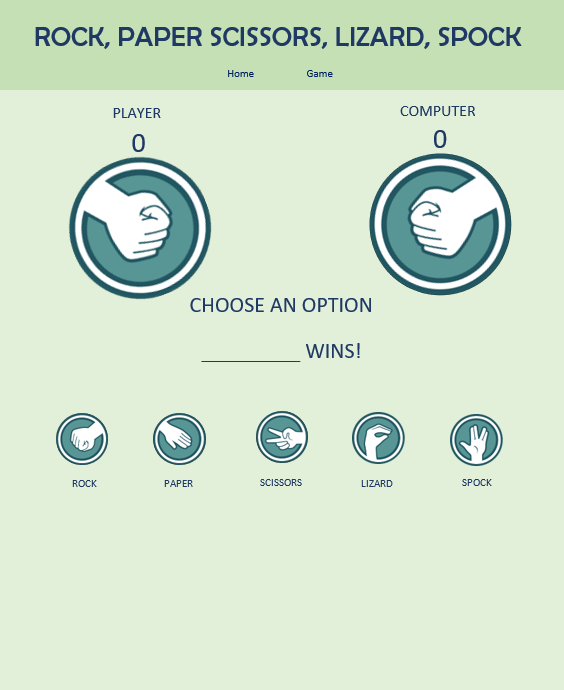 ROCK, PAPER SCISSORS, LIZARD, SPOCK
Home Game
PLAYER COMPUTER
0 0
CHOOSE AN OPTION
__________ WINS!
ROCK PAPER SCISSORS LIZARD SPOCK